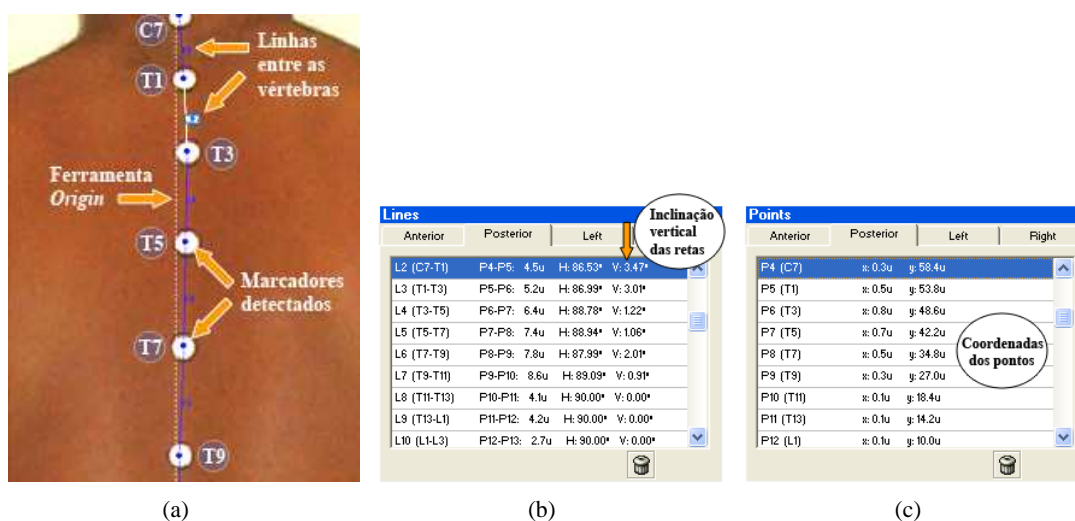 C7
Linhas
entre as
vértebras
T1
T3
Ferramenta
Origin
T5
Marcadores
detectados
T7
T9
(a)
Lines
Inclinação
vertical
das retas
Anterior Posterior Left
L2 (C7-T1) P4-P5: 4.5u H: 86.53° V: 3.47°
L3 (T1-T3) P5-P6: 5.2u H: 86.99° V: 3.01°
L4 (T3-T5) P6-P7: 6.4u H: 88.78° V: 1.22°
L5 (T5-T7) P7-P8: 7.4u H: 88.94° V: 1.06°
L6 (T7-T9) P8-P9: 7.8u H: 87.99° V: 2.01°
L7 (T9-T11) P9-P10: 8.6u H: 89.09° V: 0.91°
L8 (T11-T13) P10-P11: 4.1u H: 90.00° V: 0.00°
L9 (T13-L1) P11-P12: 4.2u H: 90.00° V: 0.00°
L10 (L1-L3) P12-P13: 2.7u H: 90.00° V: 0.00°
(b)
Points
Anterior Posterior Left Right
P4 (C7) x: 0.3u y: 58.4u
P5 (T1) x: 0.5u y: 53.8u
P6 (T3) x: 0.8u y: 48.6u
P7 (T5) x: 0.7u y: 42.2u
P8 (T7) x: 0.5u y: 34.8u
P9 (T9) x: 0.3u y: 27.0u
P10 (T11) x: 0.1u y: 18.4u
P11 (T13) x: 0.1u y: 14.2u
P12 (L1) x: 0.1u y: 10.0u
Coordenadas
dos pontos
(c)